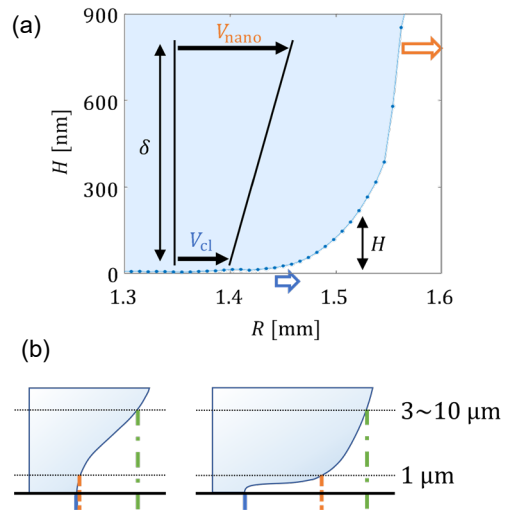 (a)
900
600
300
0
H [nm]
1.3
1.4
1.5
1.6
R [mm]
V_nano
δ
V_cl
H
(b)
3~10 μm
1 μm